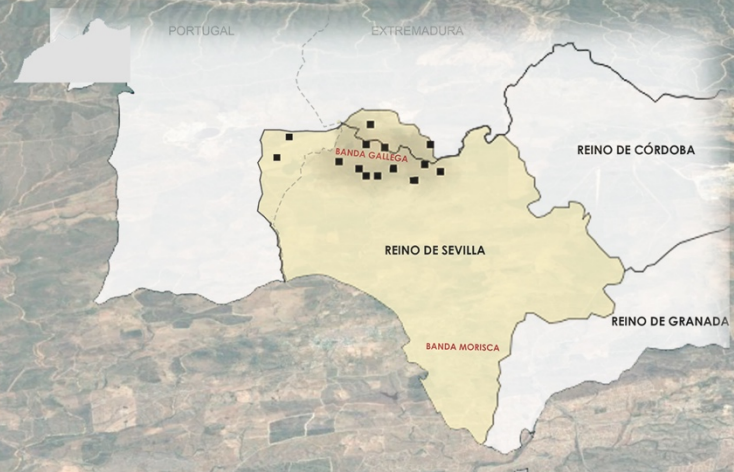 PORTUGAL
EXTREMADURA
BANDA GALLEGA
REINO DE CÓRDOBA
REINO DE SEVILLA
REINO DE GRANADA
BANDA MORISCA